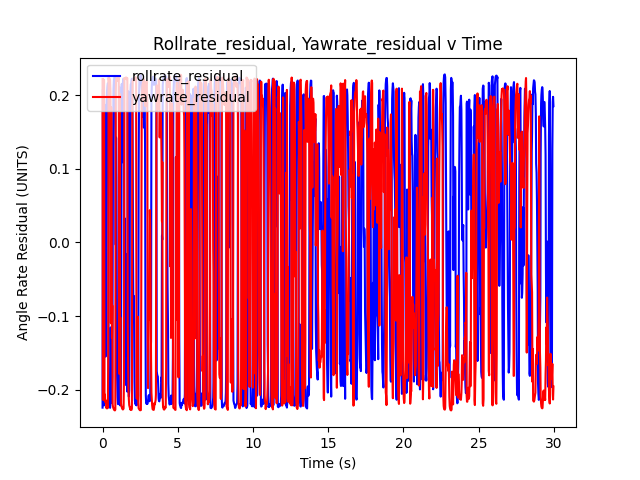 Rollrate_residual, Yawrate_residual v Time
rollrate_residual
yawrate_residual
Angle Rate Residual (UNITS)
0.2
0.1
0.0
−0.1
−0.2
0 5 10 15 20 25 30
Time (s)